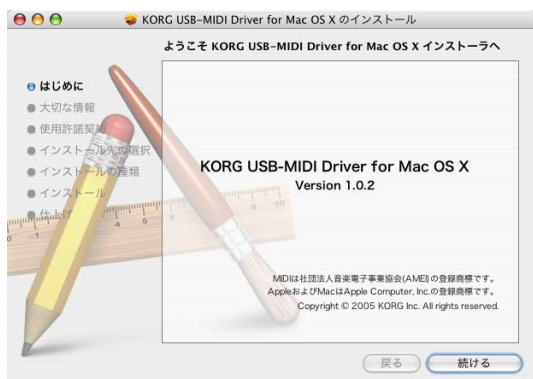 KORG USB-MIDI Driver for Mac OS X のインストール
ようこそ KORG USB-MIDI Driver for Mac OS X インストーラへ
はじめに
大切な情報
使用許諾契約
インストール先の選択
インストールの種類
インストール
仕上げ
KORG USB-MIDI Driver for Mac OS X
Version 1.0.2
MIDIは社団法人音楽電子事業協会(AMEI)の登録商標です。
AppleおよびMacはApple Computer, Inc.の登録商標です。
Copyright © 2005 KORG Inc. All rights reserved.
戻る
続ける